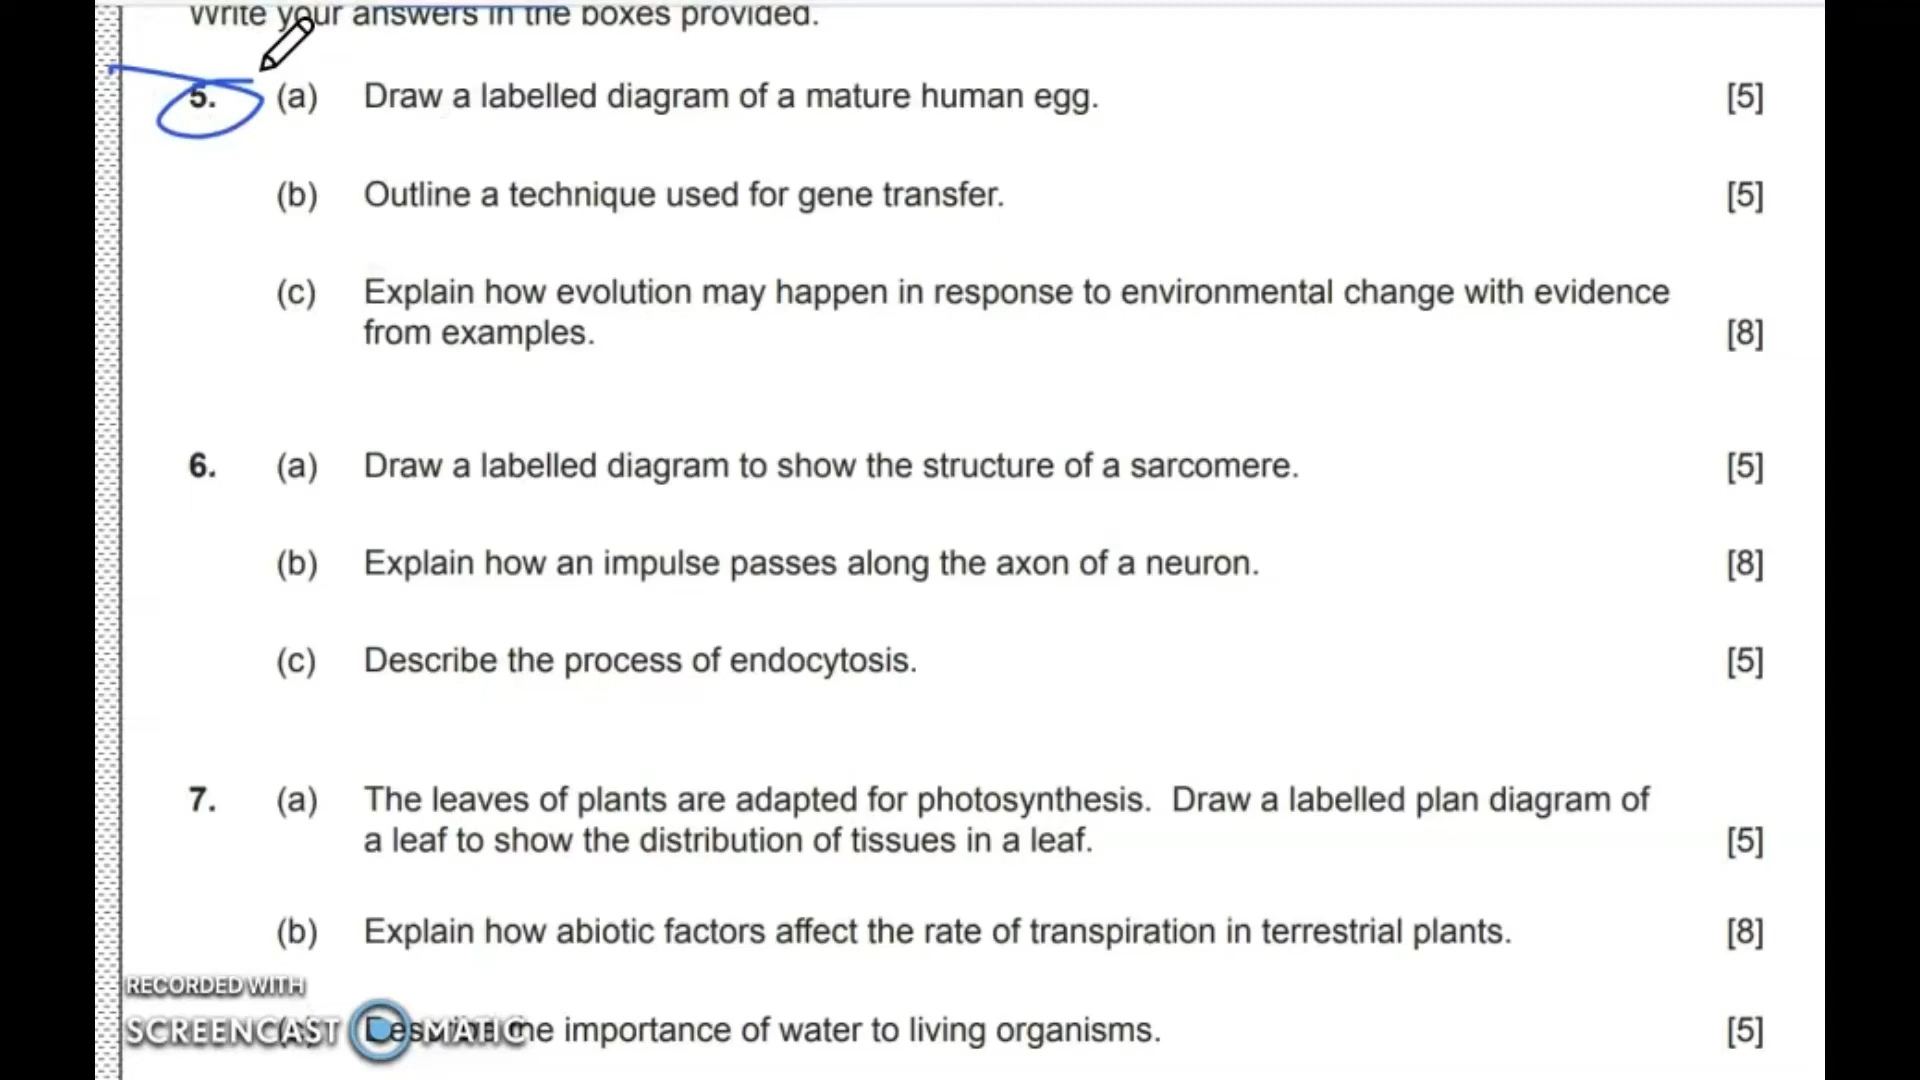 Write your answers in the boxes provided.
5. (a) Draw a labelled diagram of a mature human egg. [5]
(b) Outline a technique used for gene transfer. [5]
(c) Explain how evolution may happen in response to environmental change with evidence
from examples. [8]
6. (a) Draw a labelled diagram to show the structure of a sarcomere. [5]
(b) Explain how an impulse passes along the axon of a neuron. [8]
(c) Describe the process of endocytosis. [5]
7. (a) The leaves of plants are adapted for photosynthesis. Draw a labelled plan diagram of
a leaf to show the distribution of tissues in a leaf. [5]
(b) Explain how abiotic factors affect the rate of transpiration in terrestrial plants. [8]
RECORDED WITH
SCREENCAST MATIC
(c) Describe the importance of water to living organisms. [5]